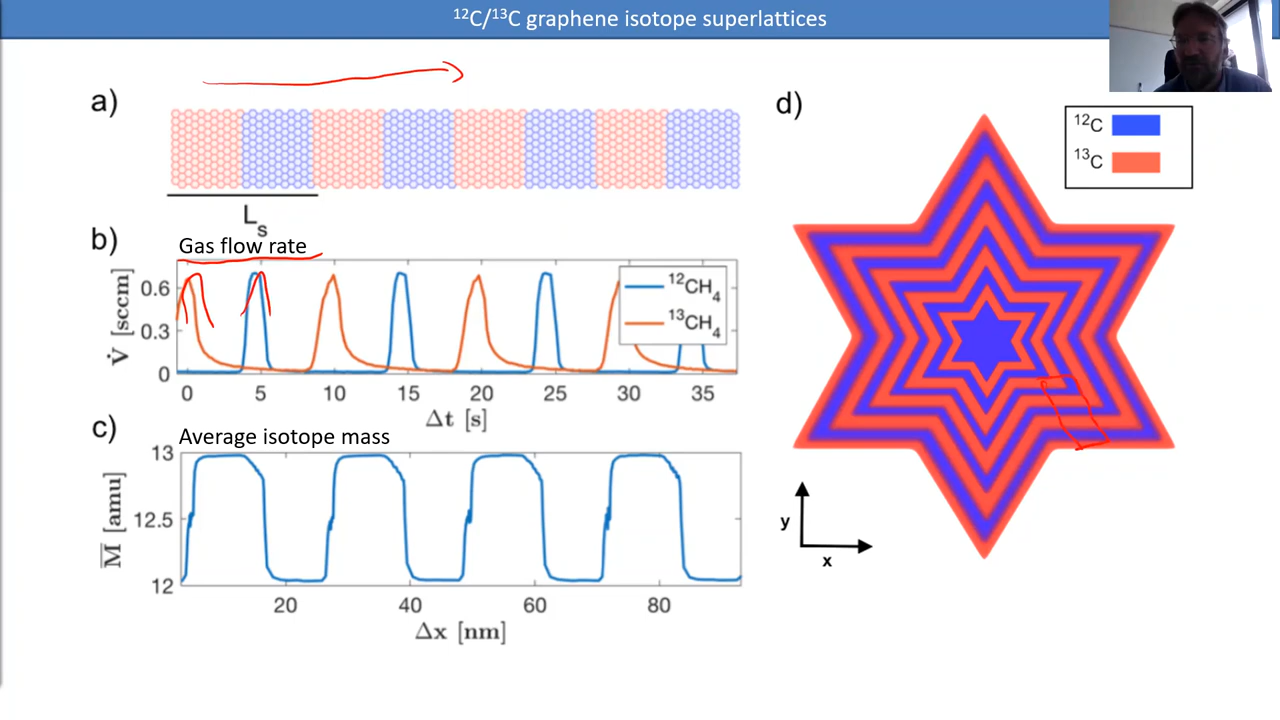 ¹²C/¹³C graphene isotope superlattices
a)
Lₛ
b)
Gas flow rate
V̇ [sccm]
0.6
0.3
0
¹²CH₄
¹³CH₄
0 5 10 15 20 25 30 35
Δt [s]
c)
Average isotope mass
M̅ [amu]
13
12.5
12
20 40 60 80
Δx [nm]
d)
¹²C
¹³C
y
x